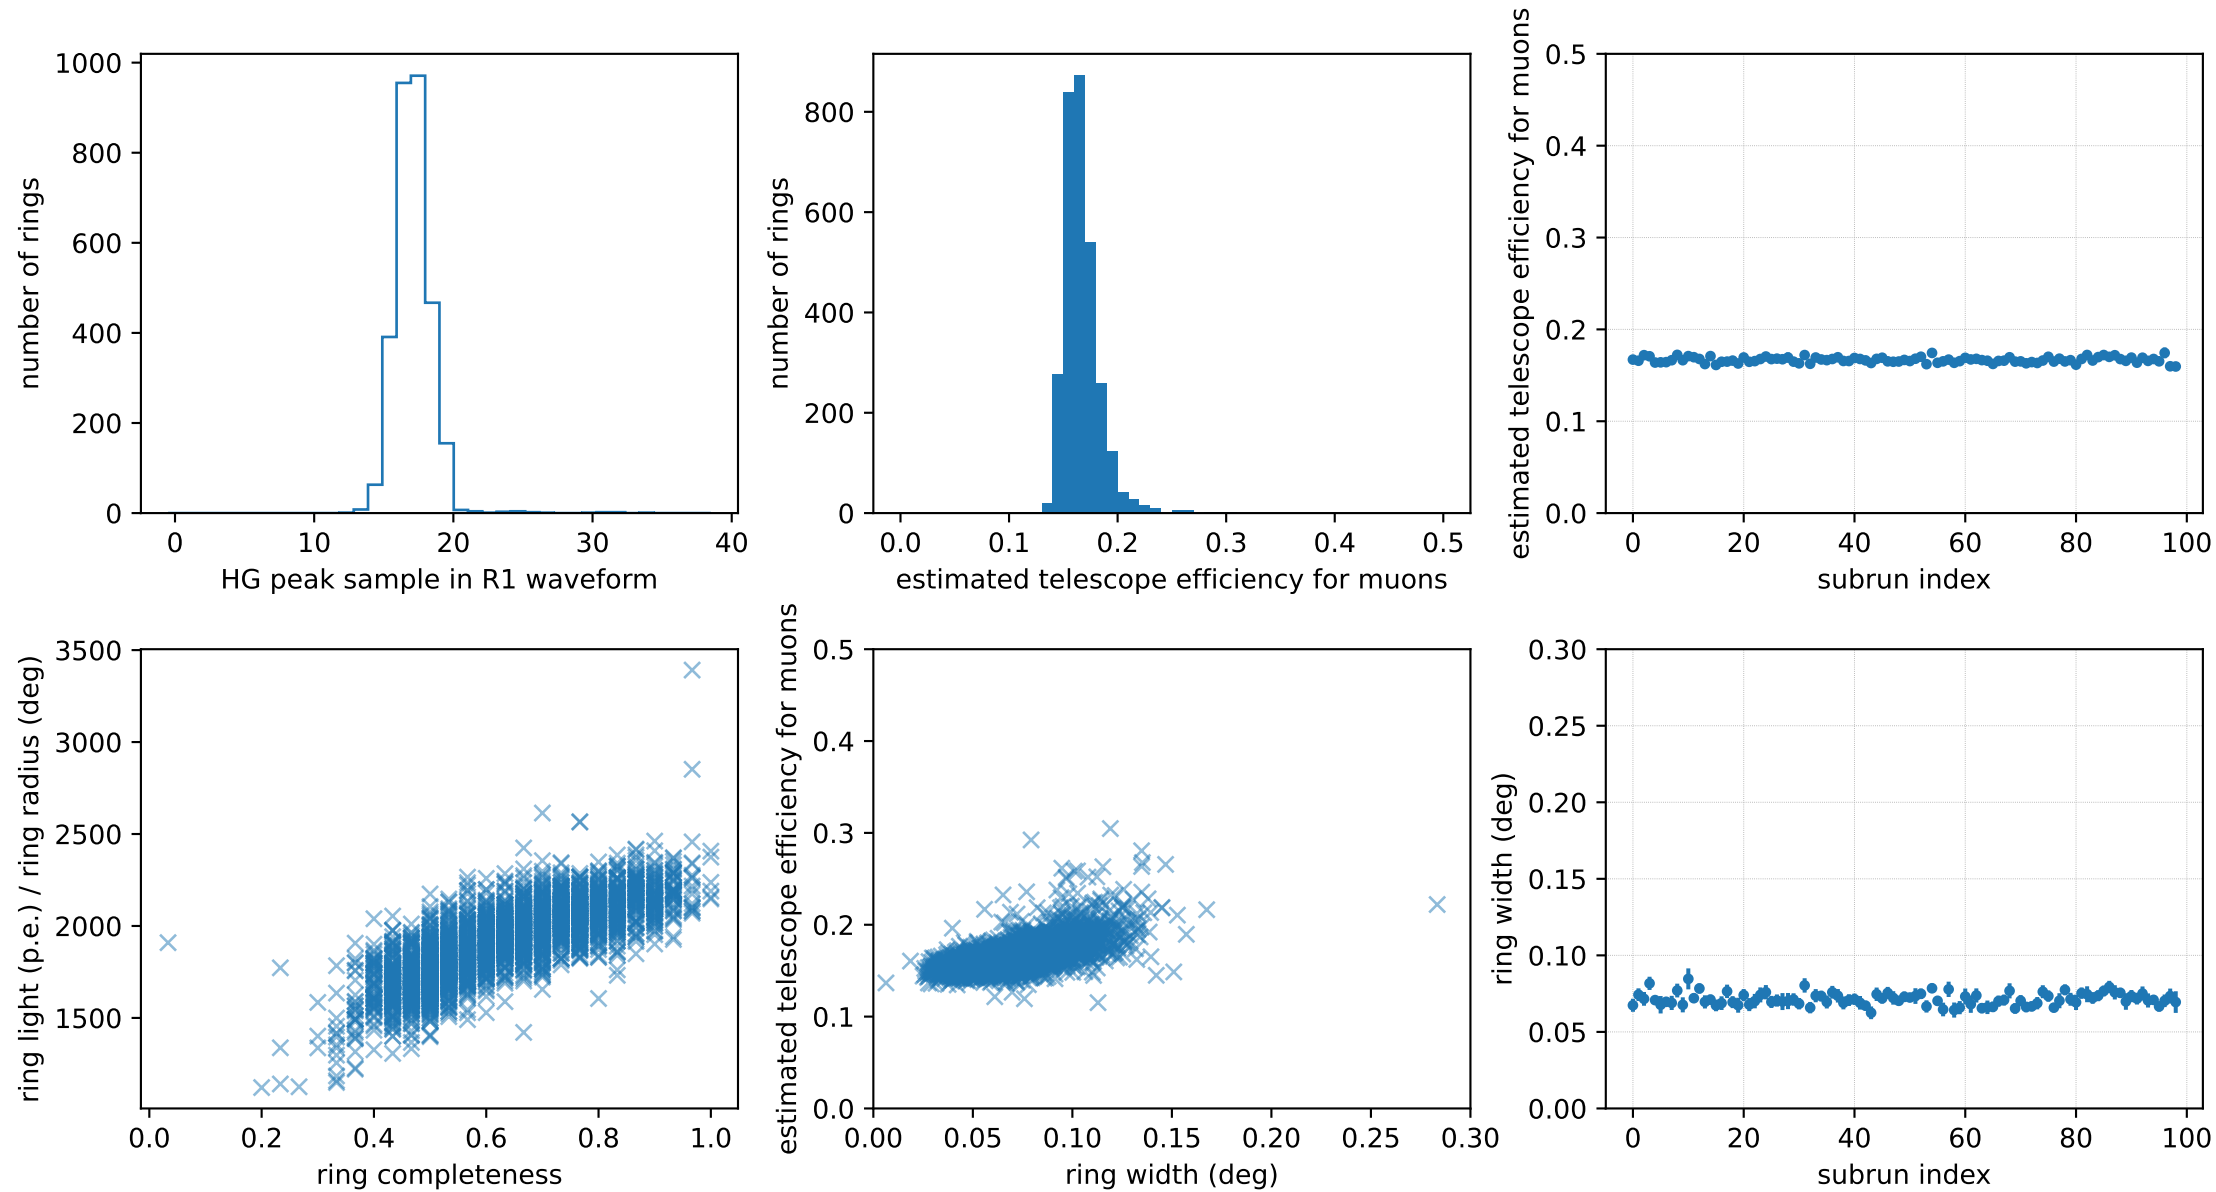 number of rings
1000
800
600
400
200
0
0 10 20 30 40
HG peak sample in R1 waveform
number of rings
800
600
400
200
0
0.0 0.1 0.2 0.3 0.4 0.5
estimated telescope efficiency for muons
estimated telescope efficiency for muons
0.5
0.4
0.3
0.2
0.1
0.0
0 20 40 60 80 100
subrun index
ring light (p.e.) / ring radius (deg)
3500
3000
2500
2000
1500
0.0 0.2 0.4 0.6 0.8 1.0
ring completeness
estimated telescope efficiency for muons
0.5
0.4
0.3
0.2
0.1
0.0
0.00 0.05 0.10 0.15 0.20 0.25 0.30
ring width (deg)
ring width (deg)
0.30
0.25
0.20
0.15
0.10
0.05
0.00
0 20 40 60 80 100
subrun index